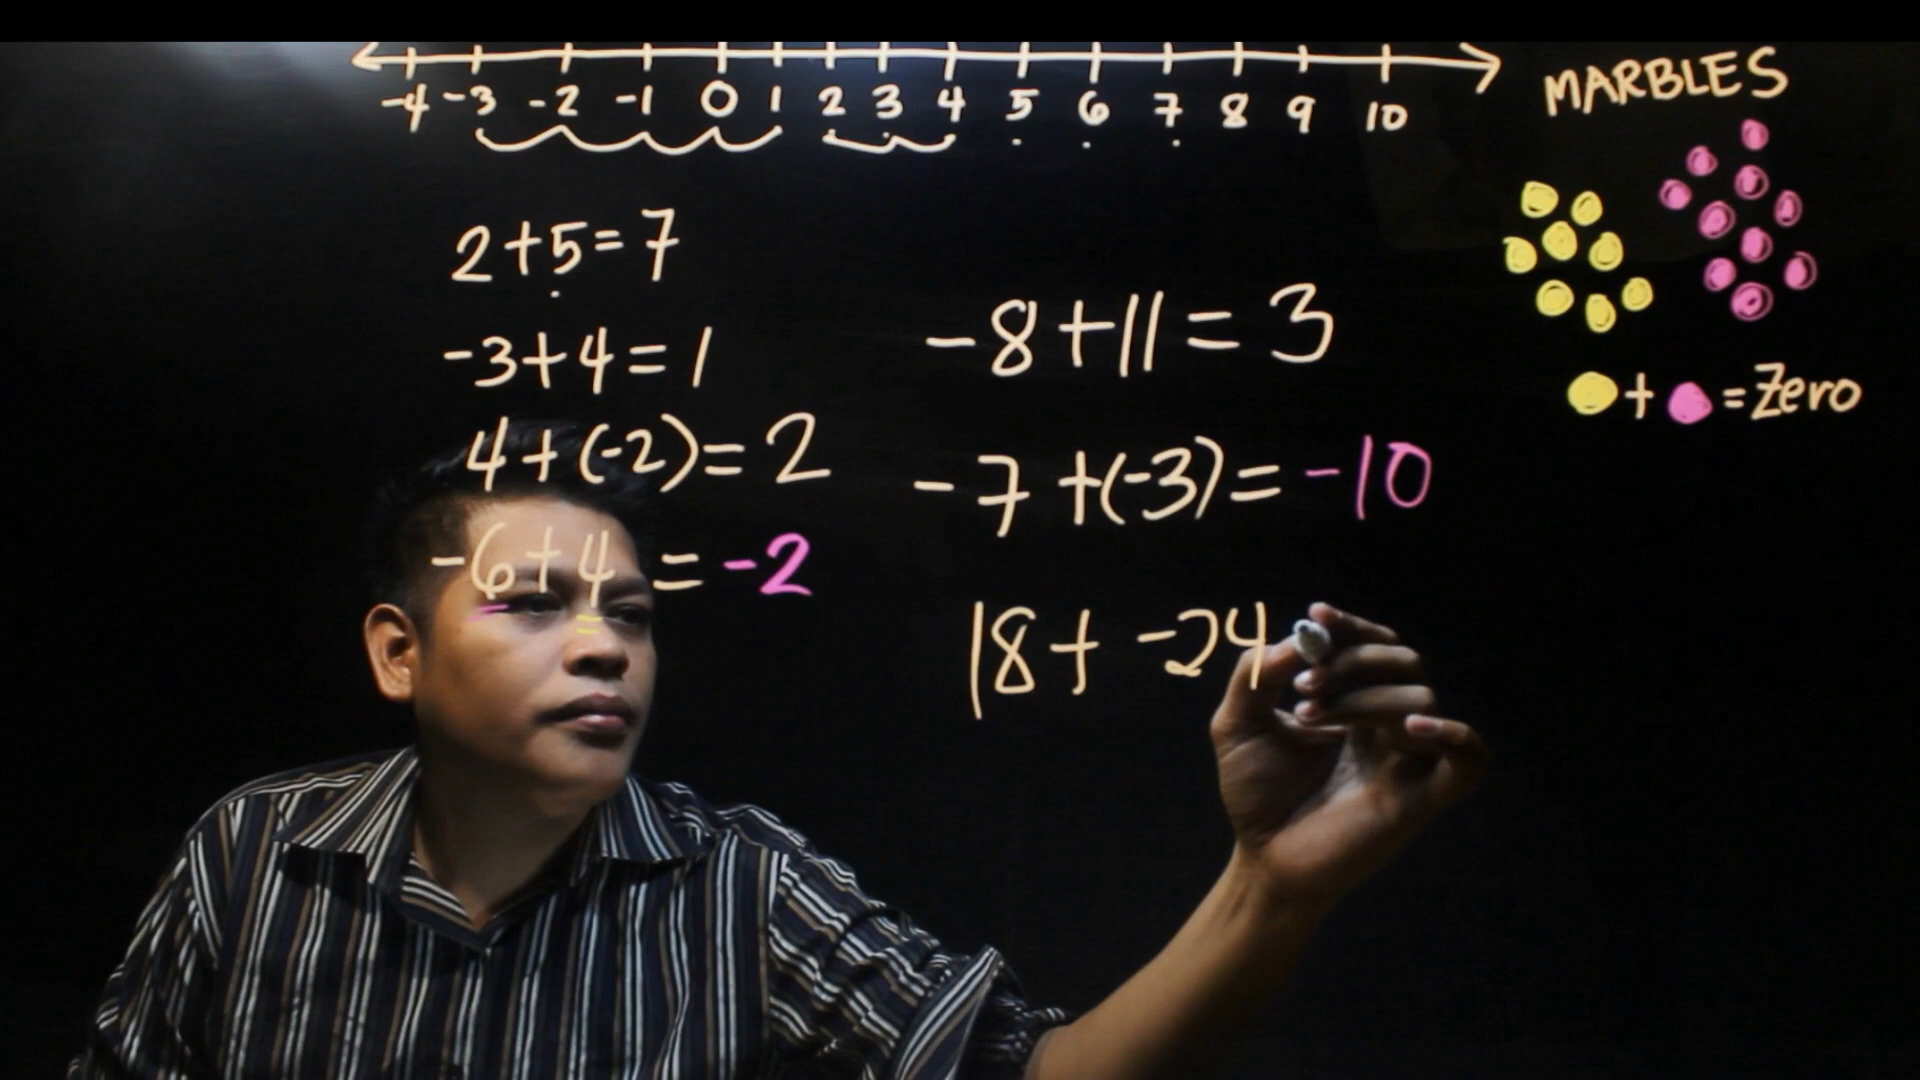 -4 -3 -2 -1 0 1 2 3 4 5 6 7 8 9 10
MARBLES
2+5=7
-3+4=1
4+(-2)=2
-6+4=-2
-8+11=3
-7+(-3)=-10
18+-24
+ = Zero